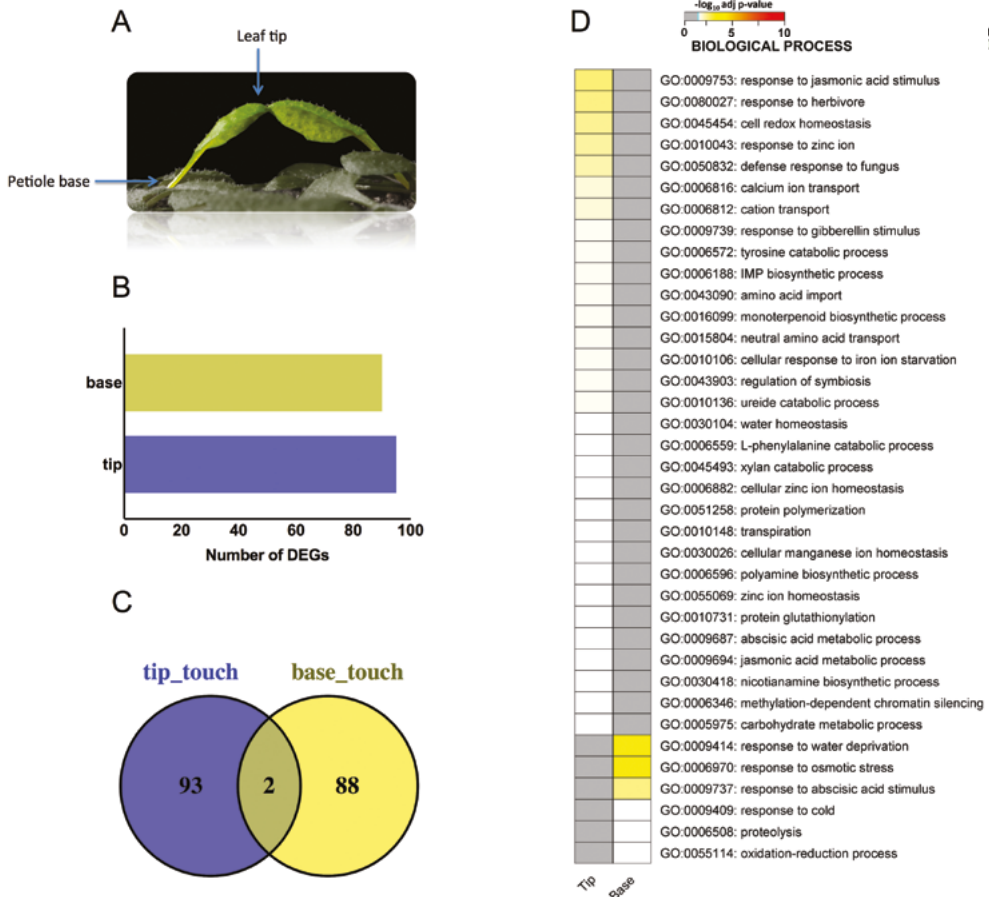 A
Leaf tip
Petiole base
B
base
tip
0 20 40 60 80 100
Number of DEGs
C
tip_touch base_touch
93 2 88
D
-log₁₀ adj p-value
0 5 10
BIOLOGICAL PROCESS
GO:0009753: response to jasmonic acid stimulus
GO:0080027: response to herbivore
GO:0045454: cell redox homeostasis
GO:0010043: response to zinc ion
GO:0050832: defense response to fungus
GO:0006816: calcium ion transport
GO:0006812: cation transport
GO:0009739: response to gibberellin stimulus
GO:0006572: tyrosine catabolic process
GO:0006188: IMP biosynthetic process
GO:0043090: amino acid import
GO:0016099: monoterpenoid biosynthetic process
GO:0015804: neutral amino acid transport
GO:0010106: cellular response to iron ion starvation
GO:0043903: regulation of symbiosis
GO:0010136: ureide catabolic process
GO:0030104: water homeostasis
GO:0006559: L-phenylalanine catabolic process
GO:0045493: xylan catabolic process
GO:0006882: cellular zinc ion homeostasis
GO:0051258: protein polymerization
GO:0010148: transpiration
GO:0030026: cellular manganese ion homeostasis
GO:0006596: polyamine biosynthetic process
GO:0055069: zinc ion homeostasis
GO:0010731: protein glutathionylation
GO:0009687: abscisic acid metabolic process
GO:0009694: jasmonic acid metabolic process
GO:0030418: nicotianamine biosynthetic process
GO:0006346: methylation-dependent chromatin silencing
GO:0005975: carbohydrate metabolic process
GO:0009414: response to water deprivation
GO:0006970: response to osmotic stress
GO:0009737: response to abscisic acid stimulus
GO:0009409: response to cold
GO:0006508: proteolysis
GO:0055114: oxidation-reduction process
Tip Base